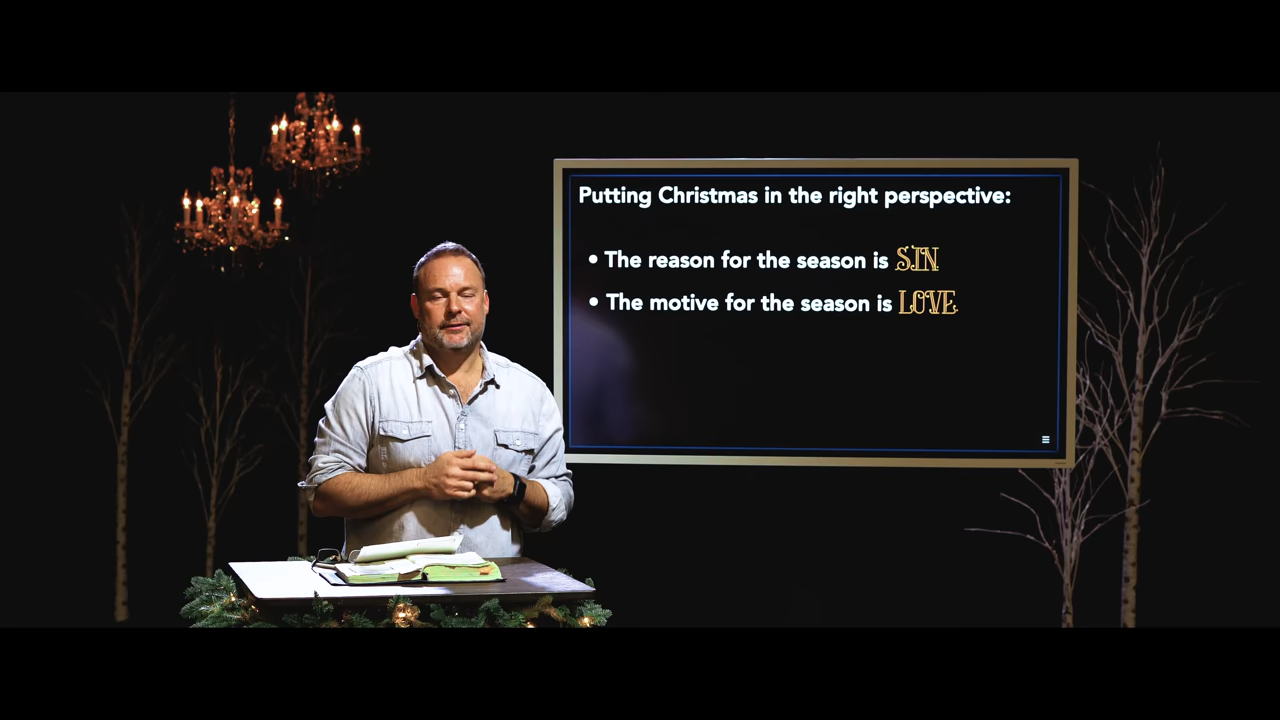 Putting Christmas in the right perspective:
• The reason for the season is SIN
• The motive for the season is LOVE